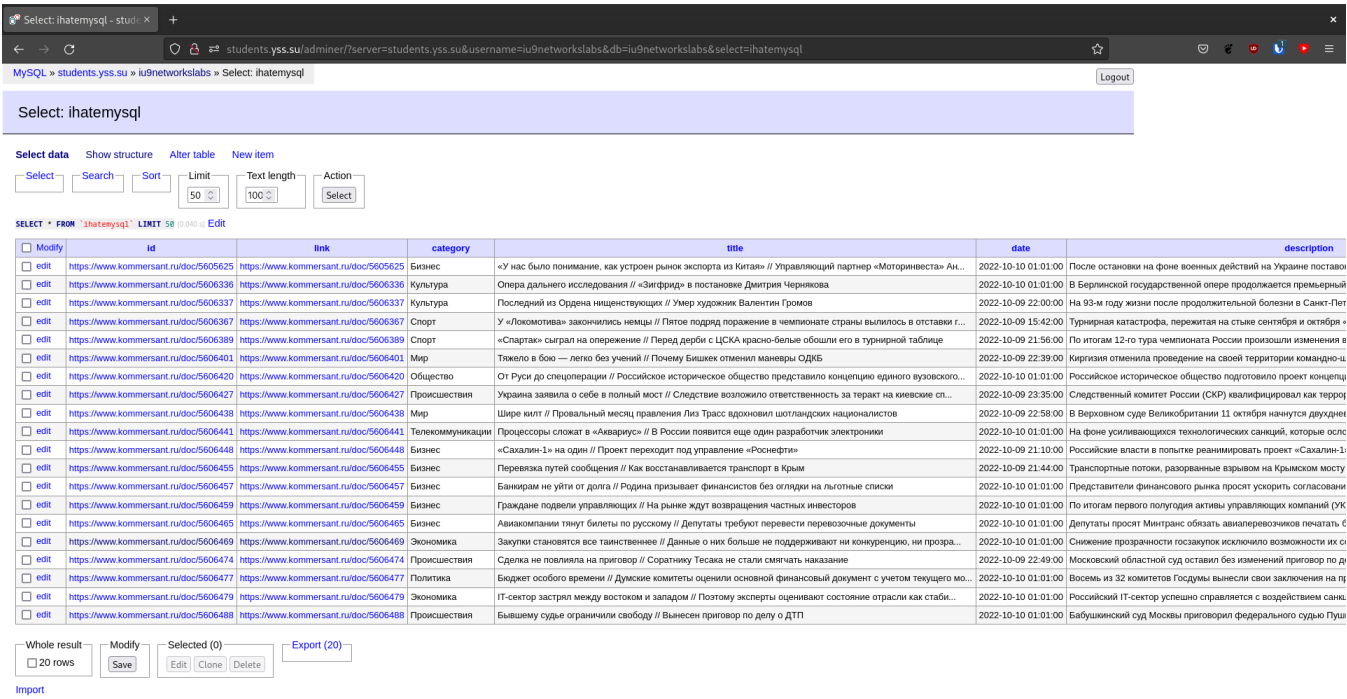 Select: ihatemysql - stude
students.yss.su/adminer/?server=students.yss.su&username=iu9networkslabs&db=iu9networkslabs&select=ihatemysql
MySQL » students.yss.su » iu9networkslabs » Select: ihatemysql Logout
Select: ihatemysql
Select data Show structure Alter table New item
Select Search Sort Limit Text length Action
50 100 Select
SELECT * FROM `ihatemysql` LIMIT 50 (0.040 s) Edit
Modify id link category title date description
edit https://www.kommersant.ru/doc/5605625 https://www.kommersant.ru/doc/5605625 Бизнес «У нас было понимание, как устроен рынок экспорта из Китая» // Управляющий партнер «Моторинвеста» Ан... 2022-10-10 01:01:00 После остановки на фоне военных действий на Украине поставо
edit https://www.kommersant.ru/doc/5606336 https://www.kommersant.ru/doc/5606336 Культура Опера дальнего исследования // «Зигфрид» в постановке Дмитрия Чернякова 2022-10-10 01:01:00 В Берлинской государственной опере продолжается премьерный
edit https://www.kommersant.ru/doc/5606337 https://www.kommersant.ru/doc/5606337 Культура Последний из Ордена нищенствующих // Умер художник Валентин Громов 2022-10-09 22:00:00 На 93-м году жизни после продолжительной болезни в Санкт-Пет
edit https://www.kommersant.ru/doc/5606367 https://www.kommersant.ru/doc/5606367 Спорт У «Локомотива» закончились немцы // Пятое подряд поражение в чемпионате страны вылилось в отставки г... 2022-10-09 15:42:00 Турнирная катастрофа, пережитая на стыке сентября и октября «
edit https://www.kommersant.ru/doc/5606389 https://www.kommersant.ru/doc/5606389 Спорт «Спартак» сыграл на опережение // Перед дерби с ЦСКА красно-белые обошли его в турнирной таблице 2022-10-09 21:56:00 По итогам 12-го тура чемпионата России произошли изменения в
edit https://www.kommersant.ru/doc/5606401 https://www.kommersant.ru/doc/5606401 Мир Тяжело в бою — легко без учений // Почему Бишкек отменил маневры ОДКБ 2022-10-09 22:39:00 Киргизия отменила проведение на своей территории командно-ш
edit https://www.kommersant.ru/doc/5606420 https://www.kommersant.ru/doc/5606420 Общество От Руси до спецоперации // Российское историческое общество представило концепцию единого вузовского... 2022-10-10 01:01:00 Российское историческое общество подготовило проект концепц
edit https://www.kommersant.ru/doc/5606427 https://www.kommersant.ru/doc/5606427 Происшествия Украина заявила о себе в полный мост // Следствие возложило ответственность за теракт на киевские сп... 2022-10-09 23:35:00 Следственный комитет России (СКР) квалифицировал как террор
edit https://www.kommersant.ru/doc/5606438 https://www.kommersant.ru/doc/5606438 Мир Шире килт // Провальный месяц правления Лиз Трасс вдохновил шотландских националистов 2022-10-09 22:58:00 В Верховном суде Великобритании 11 октября начнутся двухднев
edit https://www.kommersant.ru/doc/5606441 https://www.kommersant.ru/doc/5606441 Телекоммуникации Процессоры сложат в «Аквариус» // В России появится еще один разработчик электроники 2022-10-10 01:01:00 На фоне усиливающихся технологических санкций, которые осло
edit https://www.kommersant.ru/doc/5606448 https://www.kommersant.ru/doc/5606448 Бизнес «Сахалин-1» на один // Проект переходит под управление «Роснефти» 2022-10-09 21:10:00 Российские власти в попытке реанимировать проект «Сахалин-1»
edit https://www.kommersant.ru/doc/5606455 https://www.kommersant.ru/doc/5606455 Бизнес Перевязка путей сообщения // Как восстанавливается транспорт в Крым 2022-10-09 21:44:00 Транспортные потоки, разорванные взрывом на Крымском мосту
edit https://www.kommersant.ru/doc/5606457 https://www.kommersant.ru/doc/5606457 Бизнес Банкирам не уйти от долга // Родина призывает финансистов без оглядки на льготные списки 2022-10-10 01:01:00 Представители финансового рынка просят ускорить согласовани
edit https://www.kommersant.ru/doc/5606459 https://www.kommersant.ru/doc/5606459 Бизнес Граждане подвели управляющих // На рынке ждут возвращения частных инвесторов 2022-10-10 01:01:00 По итогам первого полугодия активы управляющих компаний (УК
edit https://www.kommersant.ru/doc/5606465 https://www.kommersant.ru/doc/5606465 Бизнес Авиакомпании тянут билеты по русскому // Депутаты требуют перевести перевозочные документы 2022-10-10 01:01:00 Депутаты просят Минтранс обязать авиаперевозчиков печатать б
edit https://www.kommersant.ru/doc/5606469 https://www.kommersant.ru/doc/5606469 Экономика Закупки становятся все таинственнее // Данные о них больше не поддерживают ни конкуренцию, ни прозра... 2022-10-10 01:01:00 Снижение прозрачности госзакупок исключило возможности их со
edit https://www.kommersant.ru/doc/5606474 https://www.kommersant.ru/doc/5606474 Происшествия Сделка не повлияла на приговор // Соратнику Тесака не стали смягчать наказание 2022-10-09 22:49:00 Московский областной суд оставил без изменений приговор по де
edit https://www.kommersant.ru/doc/5606477 https://www.kommersant.ru/doc/5606477 Политика Бюджет особого времени // Думские комитеты оценили основной финансовый документ с учетом текущего мо... 2022-10-10 01:01:00 Восемь из 32 комитетов Госдумы вынесли свои заключения на пр
edit https://www.kommersant.ru/doc/5606479 https://www.kommersant.ru/doc/5606479 Экономика IT-сектор застрял между востоком и западом // Поэтому эксперты оценивают состояние отрасли как стаби... 2022-10-10 01:01:00 Российский IT-сектор успешно справляется с воздействием санкц
edit https://www.kommersant.ru/doc/5606488 https://www.kommersant.ru/doc/5606488 Происшествия Бывшему судье ограничили свободу // Вынесен приговор по делу о ДТП 2022-10-10 01:01:00 Бабушкинский суд Москвы приговорил федерального судью Пуш
Whole result Modify Selected (0) Export (20)
20 rows Save Edit Clone Delete
Import